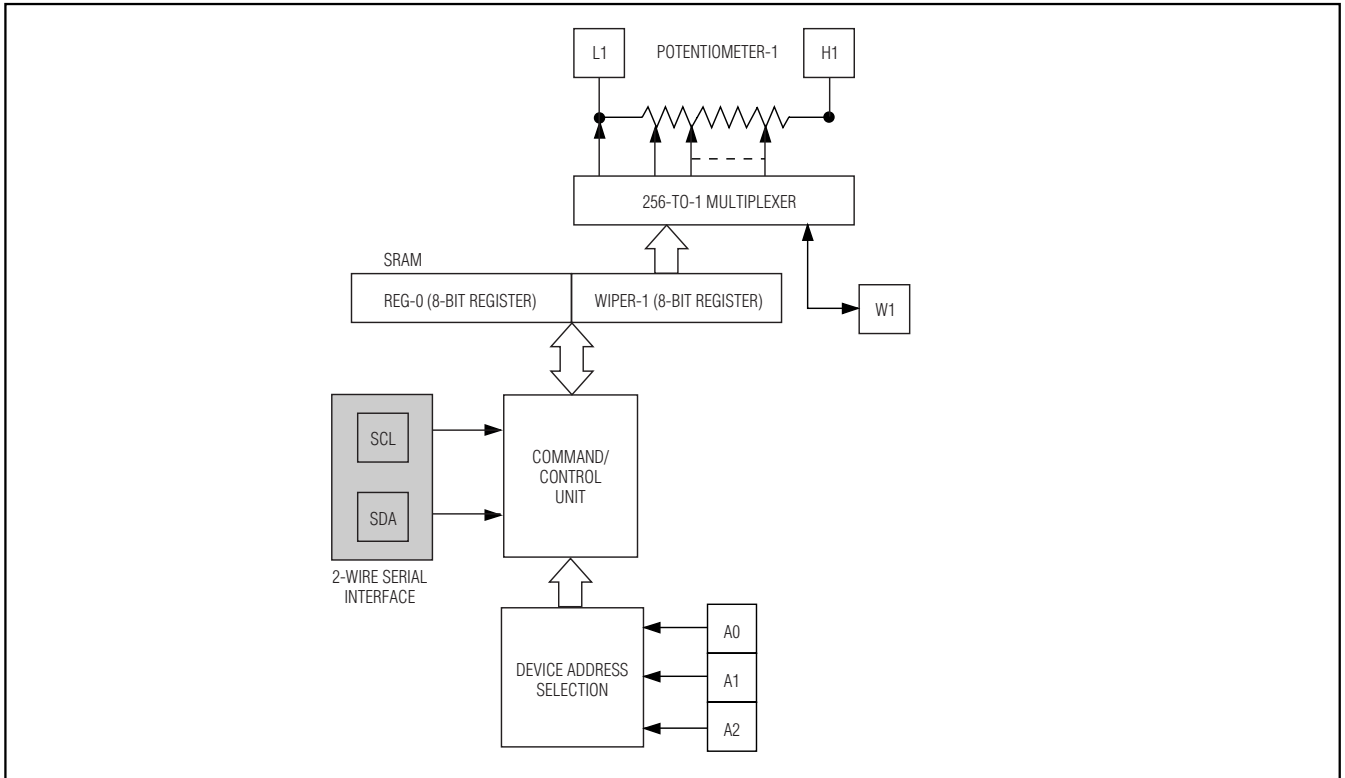 L1
POTENTIOMETER-1
H1
256-TO-1 MULTIPLEXER
SRAM
REG-0 (8-BIT REGISTER)
WIPER-1 (8-BIT REGISTER)
W1
SCL
SDA
COMMAND/
CONTROL
UNIT
2-WIRE SERIAL
INTERFACE
DEVICE ADDRESS
SELECTION
A0
A1
A2